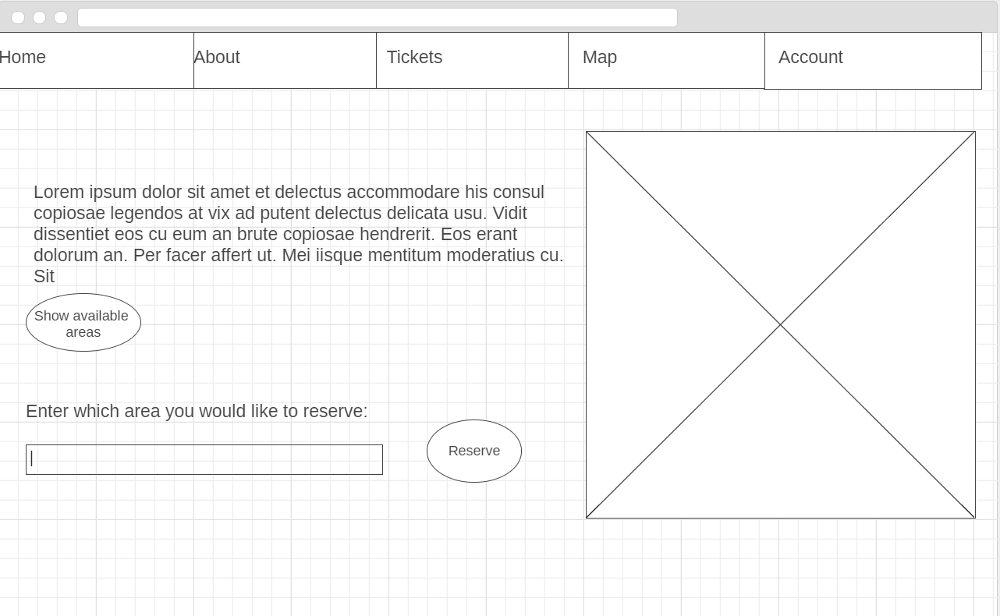 Home
About
Tickets
Map
Account
Lorem ipsum dolor sit amet et delectus accommodare his consul
copiosae legendos at vix ad putent delectus delicata usu. Vidit
dissentiet eos cu eum an brute copiosae hendrerit. Eos erant
dolorum an. Per facer affert ut. Mei iisque mentitum moderatius cu.
Sit
Show available
areas
Enter which area you would like to reserve:
Reserve